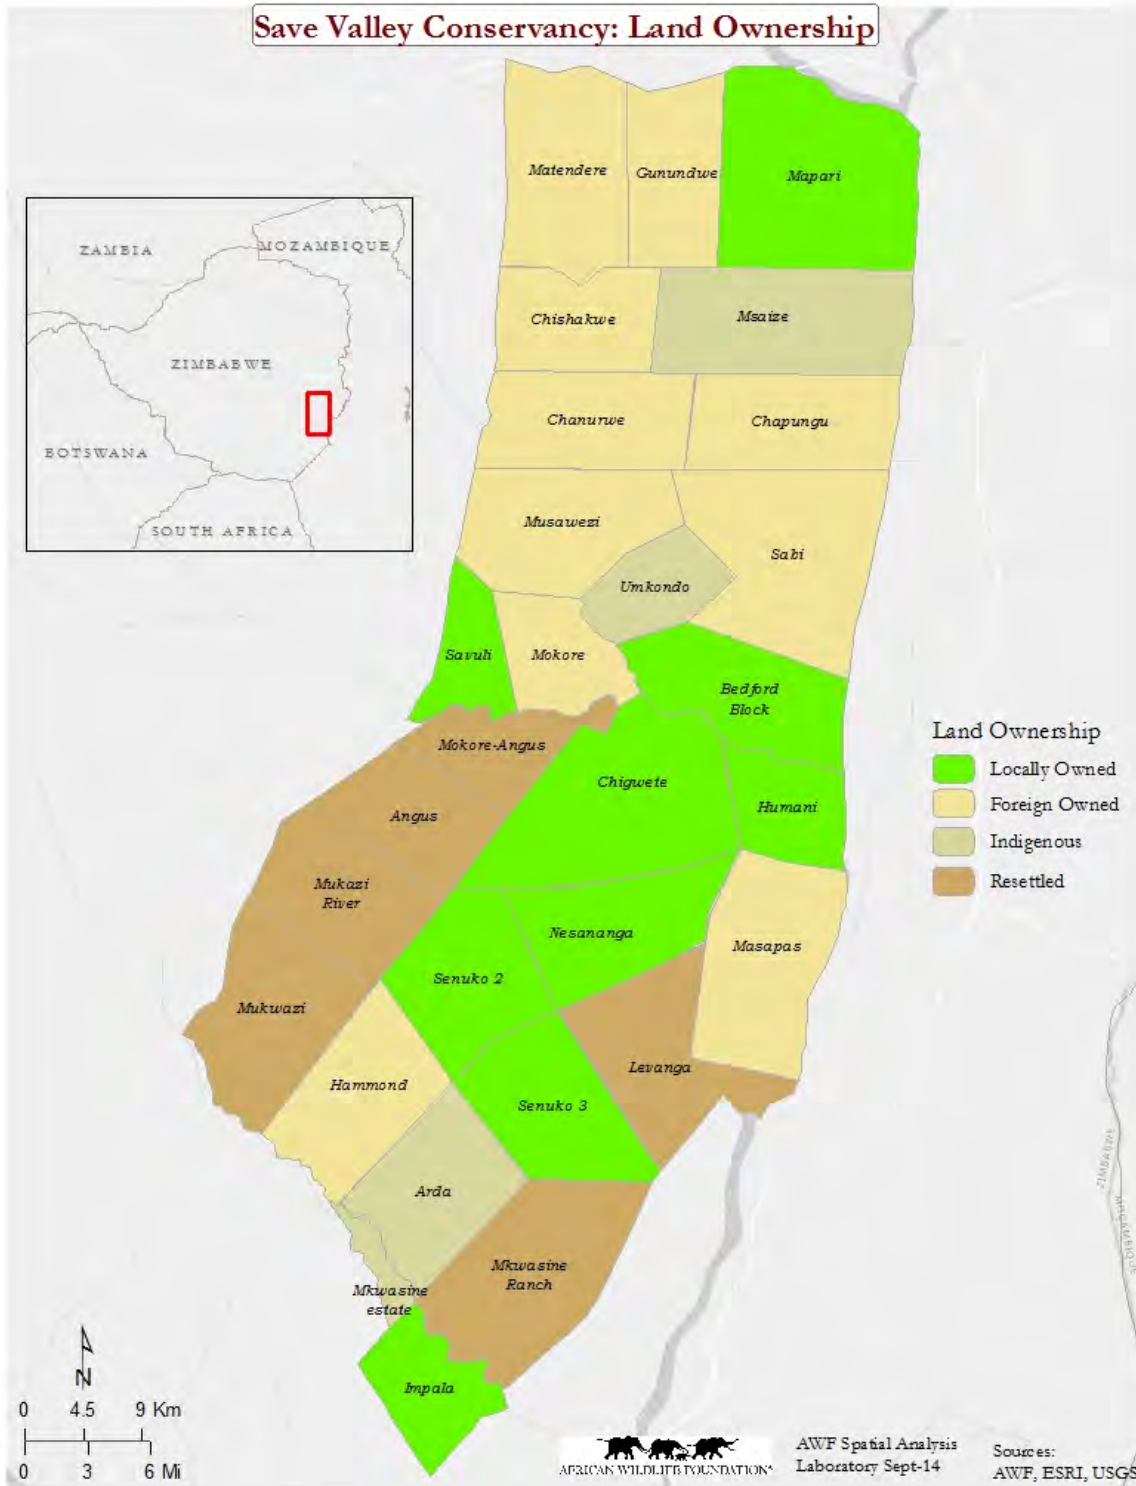 Save Valley Conservancy: Land Ownership
Matendere
Gunundwe
Mapari
ZAMBIA
MOZAMBIQUE
ZIMBABWE
BOTSWANA
SOUTH AFRICA
Chishakwe
Msaize
Chanurwe
Chapungu
Musawezi
Sabi
Umkondo
Savuli
Mokore
Bedford
Block
Mokore-Angus
Chigwete
Humani
Angus
Mukazi
River
Nesananga
Masapas
Senuko 2
Mukwazi
Levanga
Hammond
Senuko 3
Arda
Mkwasine
Ranch
Mkwasine
estate
Impala
Land Ownership
Locally Owned
Foreign Owned
Indigenous
Resettled
ZIMBABWE
MOZAMBIQUE
N
0 4.5 9 Km
0 3 6 Mi
AFRICAN WILDLIFE FOUNDATION®
AWF Spatial Analysis
Laboratory Sept-14
Sources:
AWF, ESRI, USGS